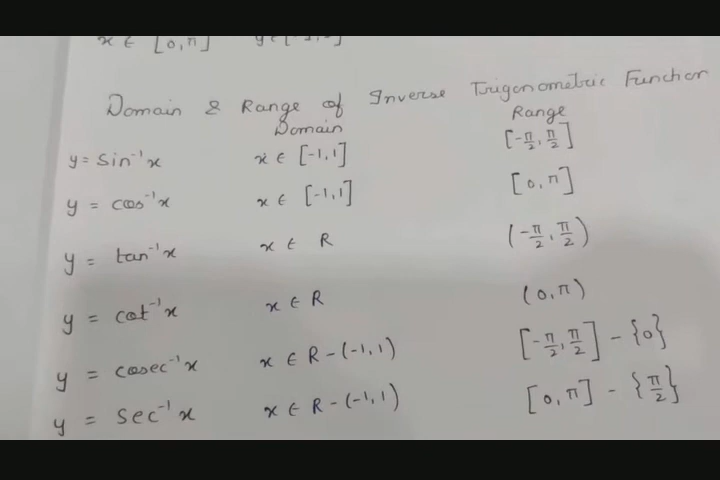 x ∈ [0, π]
Domain & Range of Inverse Trigonometric Function
Domain Range
y = sin⁻¹x x ∈ [-1, 1] [-π/2, π/2]
y = cos⁻¹x x ∈ [-1, 1] [0, π]
y = tan⁻¹x x ∈ R (-π/2, π/2)
y = cot⁻¹x x ∈ R (0, π)
y = cosec⁻¹x x ∈ R - (-1, 1) [-π/2, π/2] - {0}
y = sec⁻¹x x ∈ R - (-1, 1) [0, π] - {π/2}